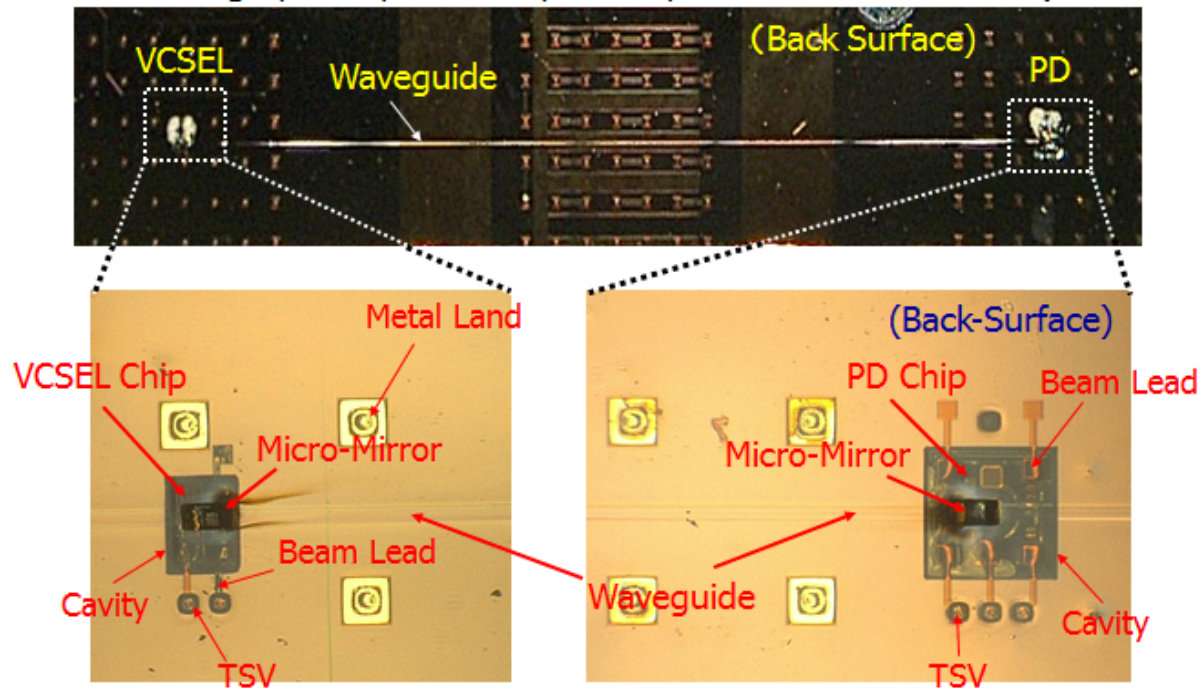 VCSEL
Waveguide
(Back Surface)
PD
Metal Land
VCSEL Chip
Micro-Mirror
Beam Lead
Cavity
TSV
(Back-Surface)
PD Chip
Beam Lead
Micro-Mirror
Waveguide
Cavity
TSV